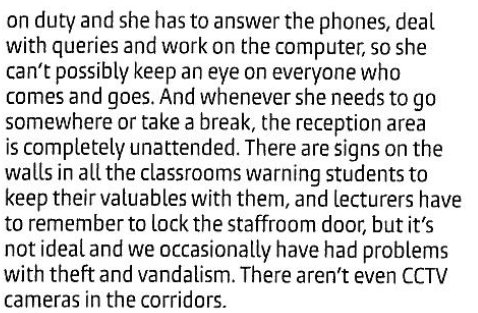 on duty and she has to answer the phones, deal
with queries and work on the computer, so she
can't possibly keep an eye on everyone who
comes and goes. And whenever she needs to go
somewhere or take a break, the reception area
is completely unattended. There are signs on the
walls in all the classrooms warning students to
keep their valuables with them, and lecturers have
to remember to lock the staffroom door, but it's
not ideal and we occasionally have had problems
with theft and vandalism. There aren't even CCTV
cameras in the corridors.